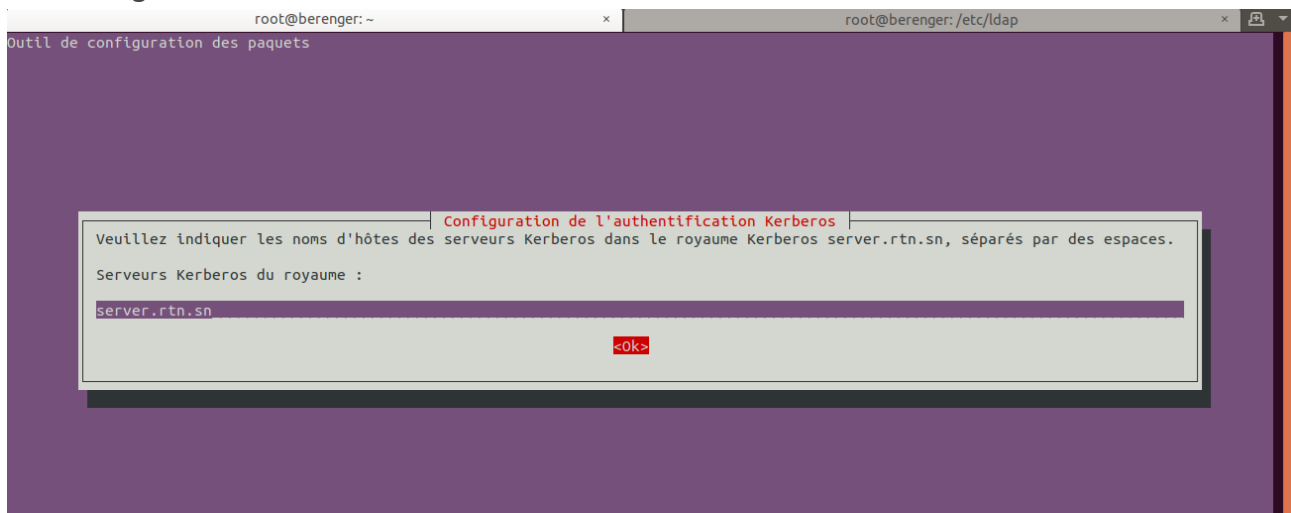 root@berenger: ~ × root@berenger: /etc/ldap ×
Outil de configuration des paquets
Configuration de l'authentification Kerberos
Veuillez indiquer les noms d'hôtes des serveurs Kerberos dans le royaume Kerberos server.rtn.sn, séparés par des espaces.
Serveurs Kerberos du royaume :
server.rtn.sn
<Ok>